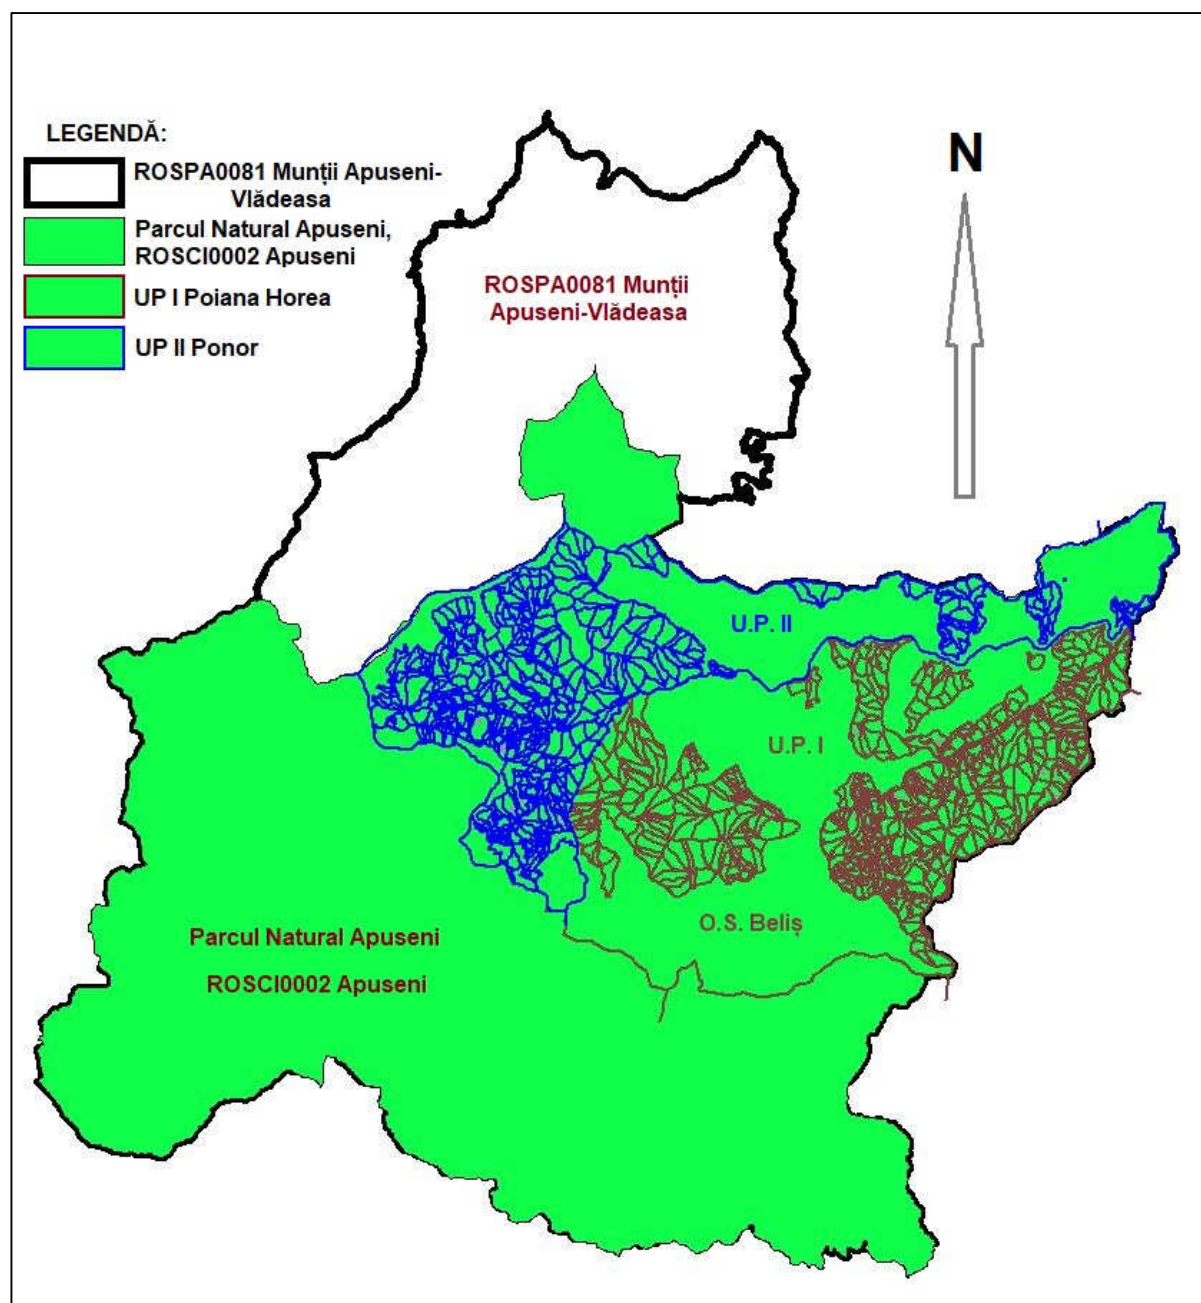 LEGENDĂ:
ROSPA0081 Munții Apuseni-
Vlădeasa
Parcul Natural Apuseni,
ROSCI0002 Apuseni
UP I Poiana Horea
UP II Ponor
N
ROSPA0081 Munții
Apuseni-Vlădeasa
U.P. II
U.P. I
O.S. Beliș
Parcul Natural Apuseni
ROSCI0002 Apuseni